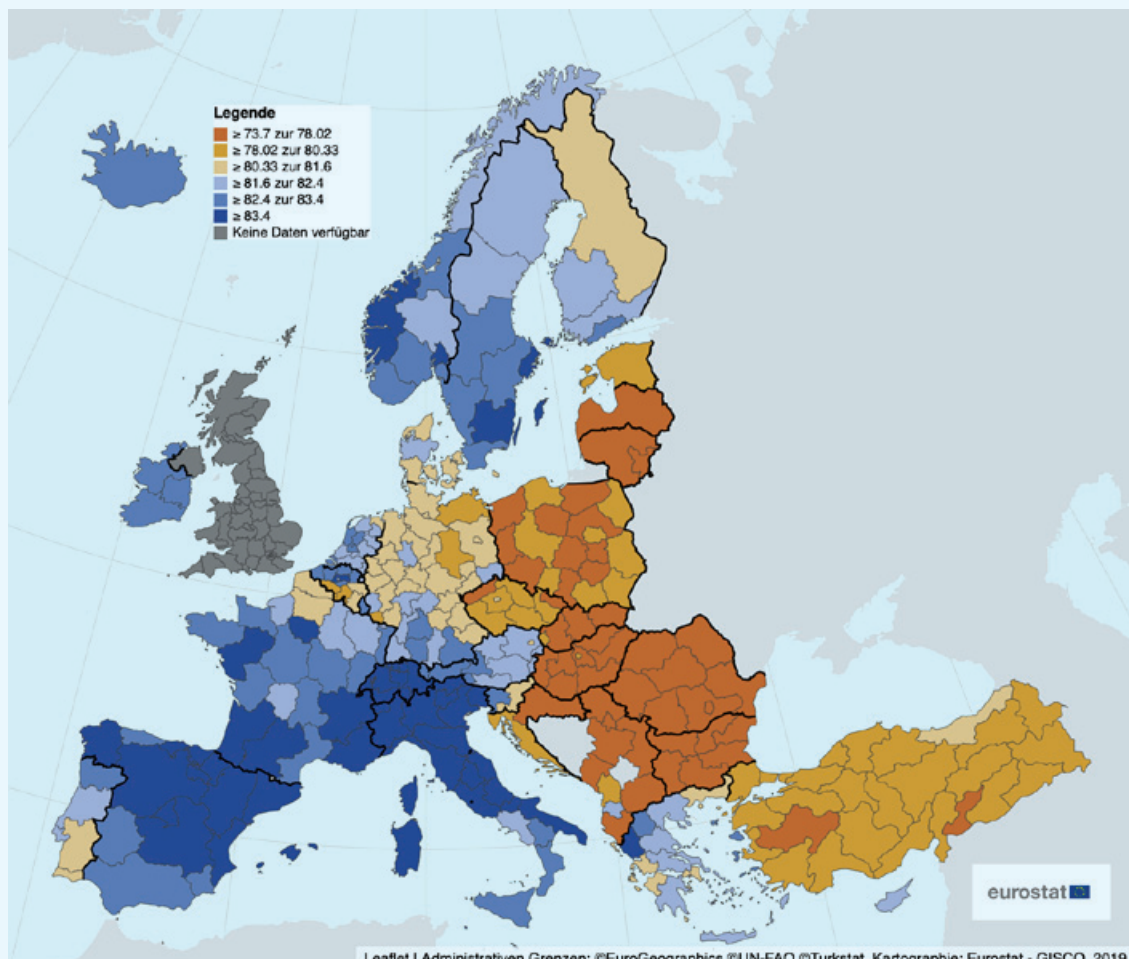 Legende
≥ 73.7 zur 78.02
≥ 78.02 zur 80.33
≥ 80.33 zur 81.6
≥ 81.6 zur 82.4
≥ 82.4 zur 83.4
≥ 83.4
Keine Daten verfügbar
eurostat
Leaflet | Administrativen Grenzen: ©EuroGeographics ©UN-FAO ©Turkstat, Kartographie: Eurostat - GISCO, 2019